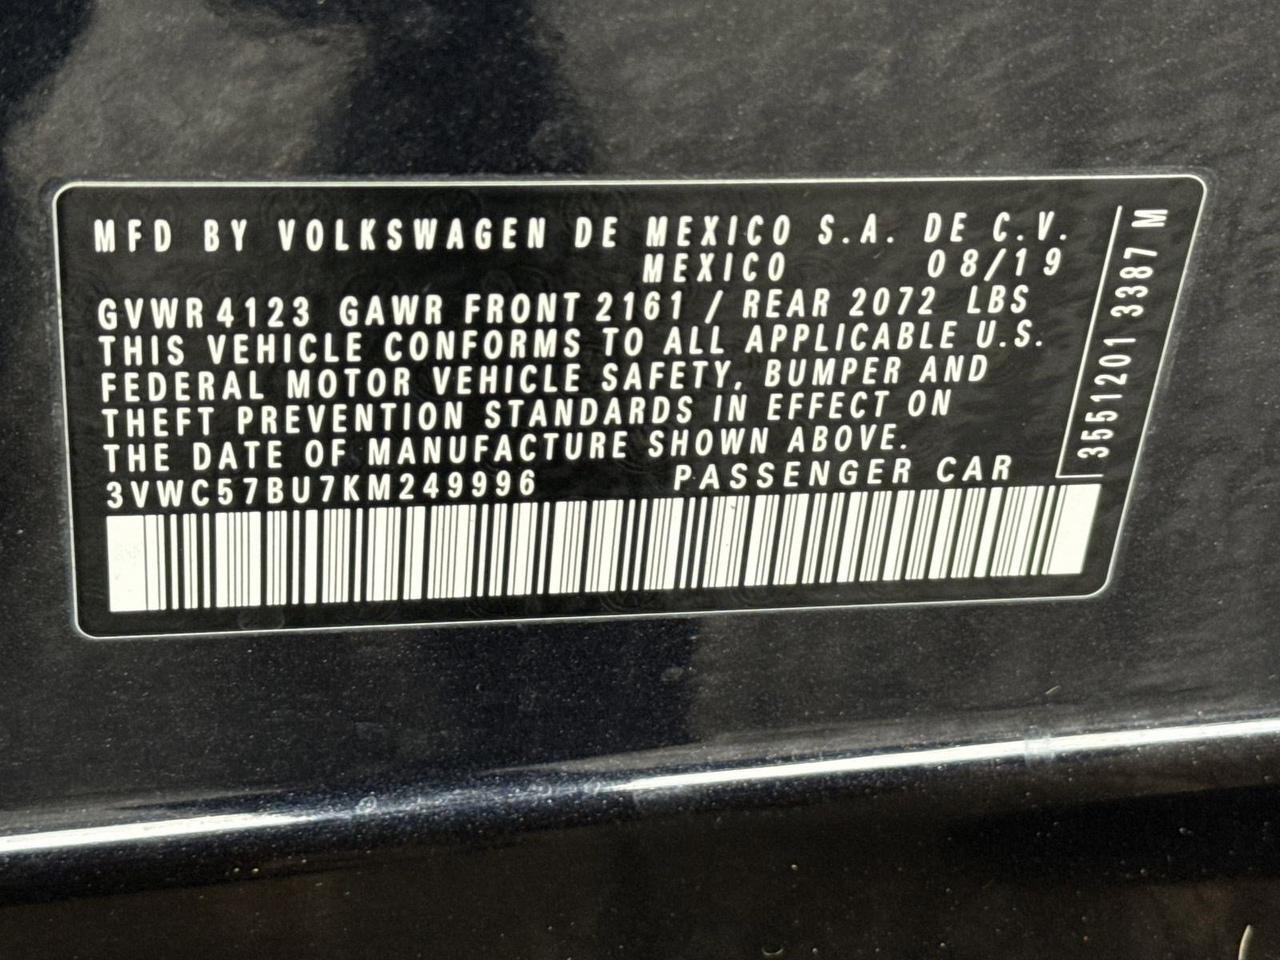 MFD BY VOLKSWAGEN DE MEXICO S.A. DE C.V.
MEXICO 08/19
GVWR 4123 GAWR FRONT 2161 / REAR 2072 LBS
THIS VEHICLE CONFORMS TO ALL APPLICABLE U.S.
FEDERAL MOTOR VEHICLE SAFETY, BUMPER AND
THEFT PREVENTION STANDARDS IN EFFECT ON
THE DATE OF MANUFACTURE SHOWN ABOVE.
3VWC57BU7KM249996 PASSENGER CAR
3551201 3387 M